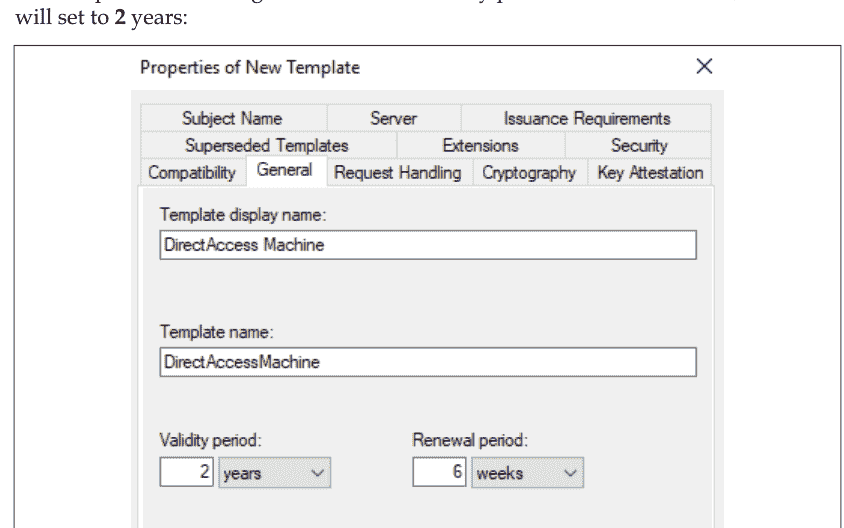 will set to 2 years:
Properties of New Template
Subject Name Server Issuance Requirements
Superseded Templates Extensions Security
Compatibility General Request Handling Cryptography Key Attestation
Template display name:
DirectAccess Machine
Template name:
DirectAccessMachine
Validity period: Renewal period:
2 years 6 weeks